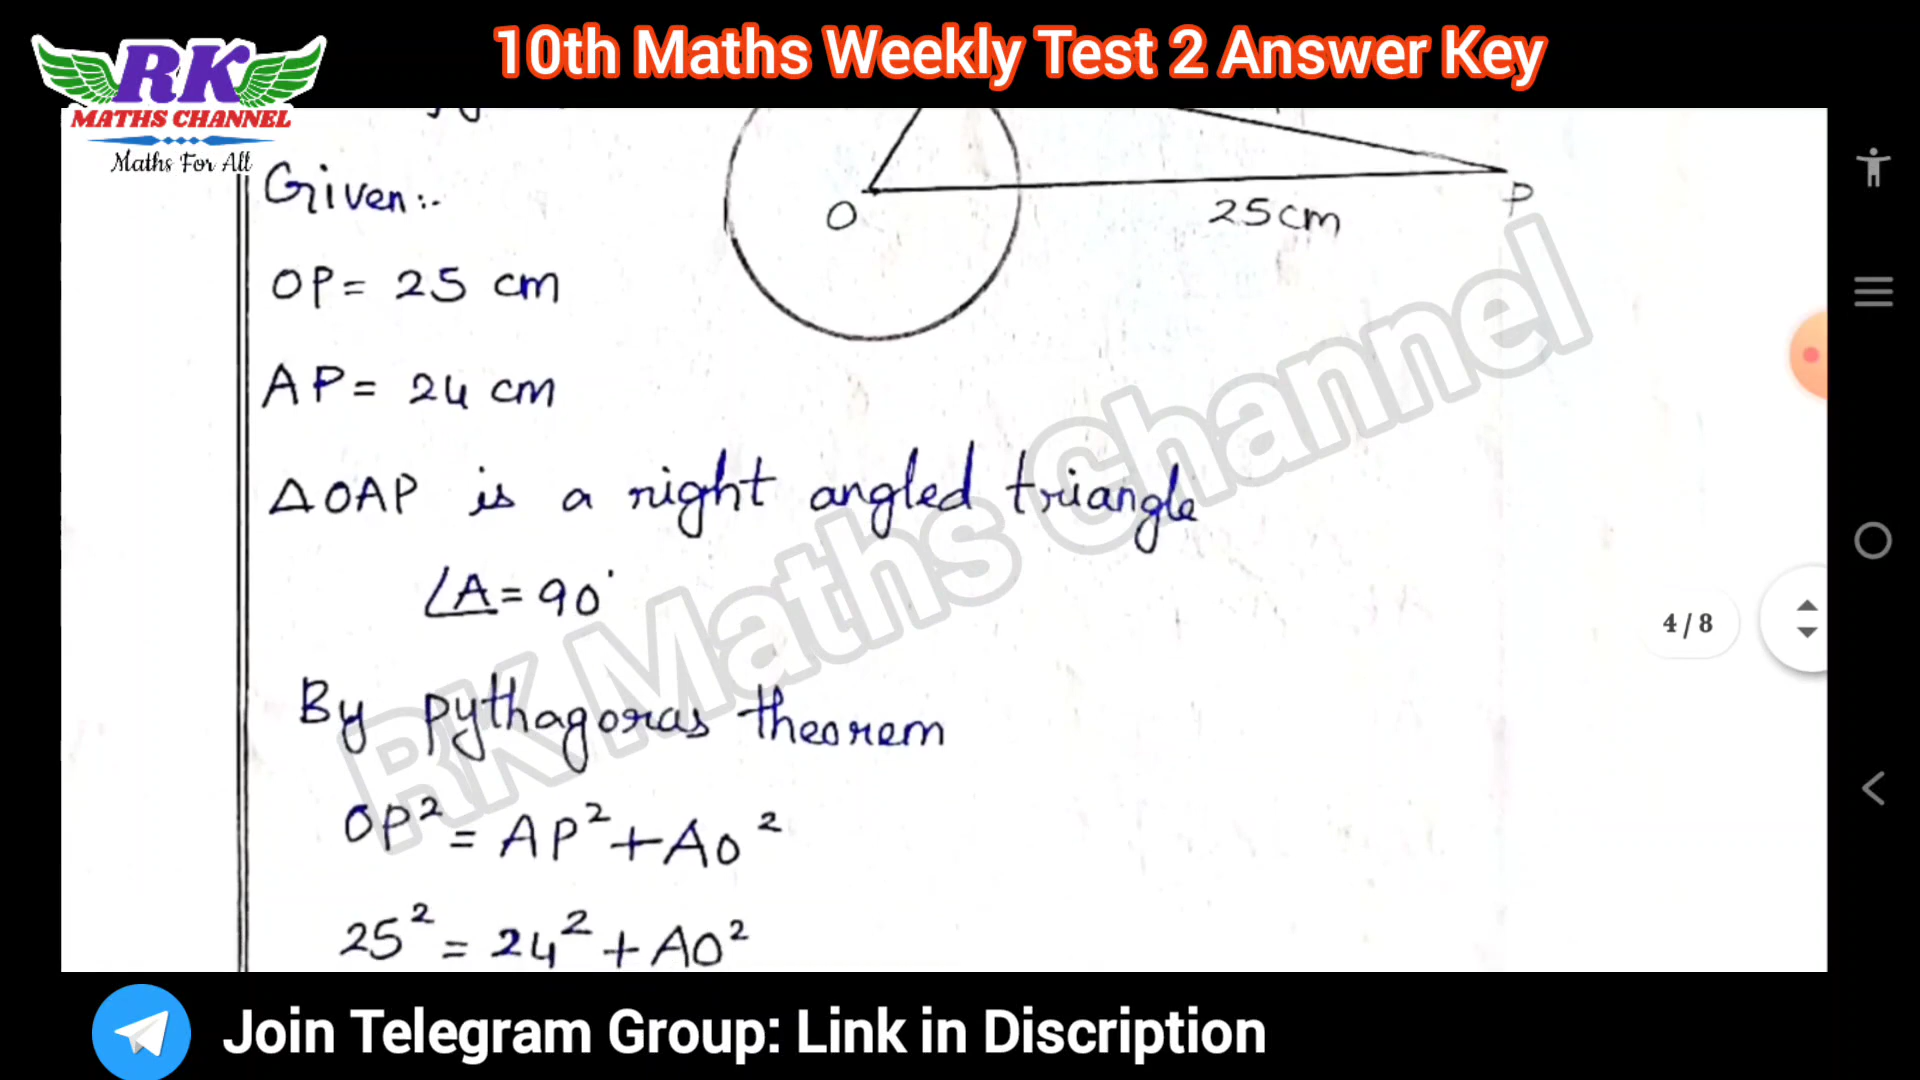 10th Maths Weekly Test 2 Answer Key
RK
MATHS CHANNEL
Maths For All
Given:-
O
25cm
P
OP= 25 cm
AP= 24 cm
△OAP is a right angled triangle
∠A= 90°
By pythagoras theorem
OP²= AP²+AO²
25²= 24²+AO²
RK Maths Channel
4/8
Join Telegram Group: Link in Discription